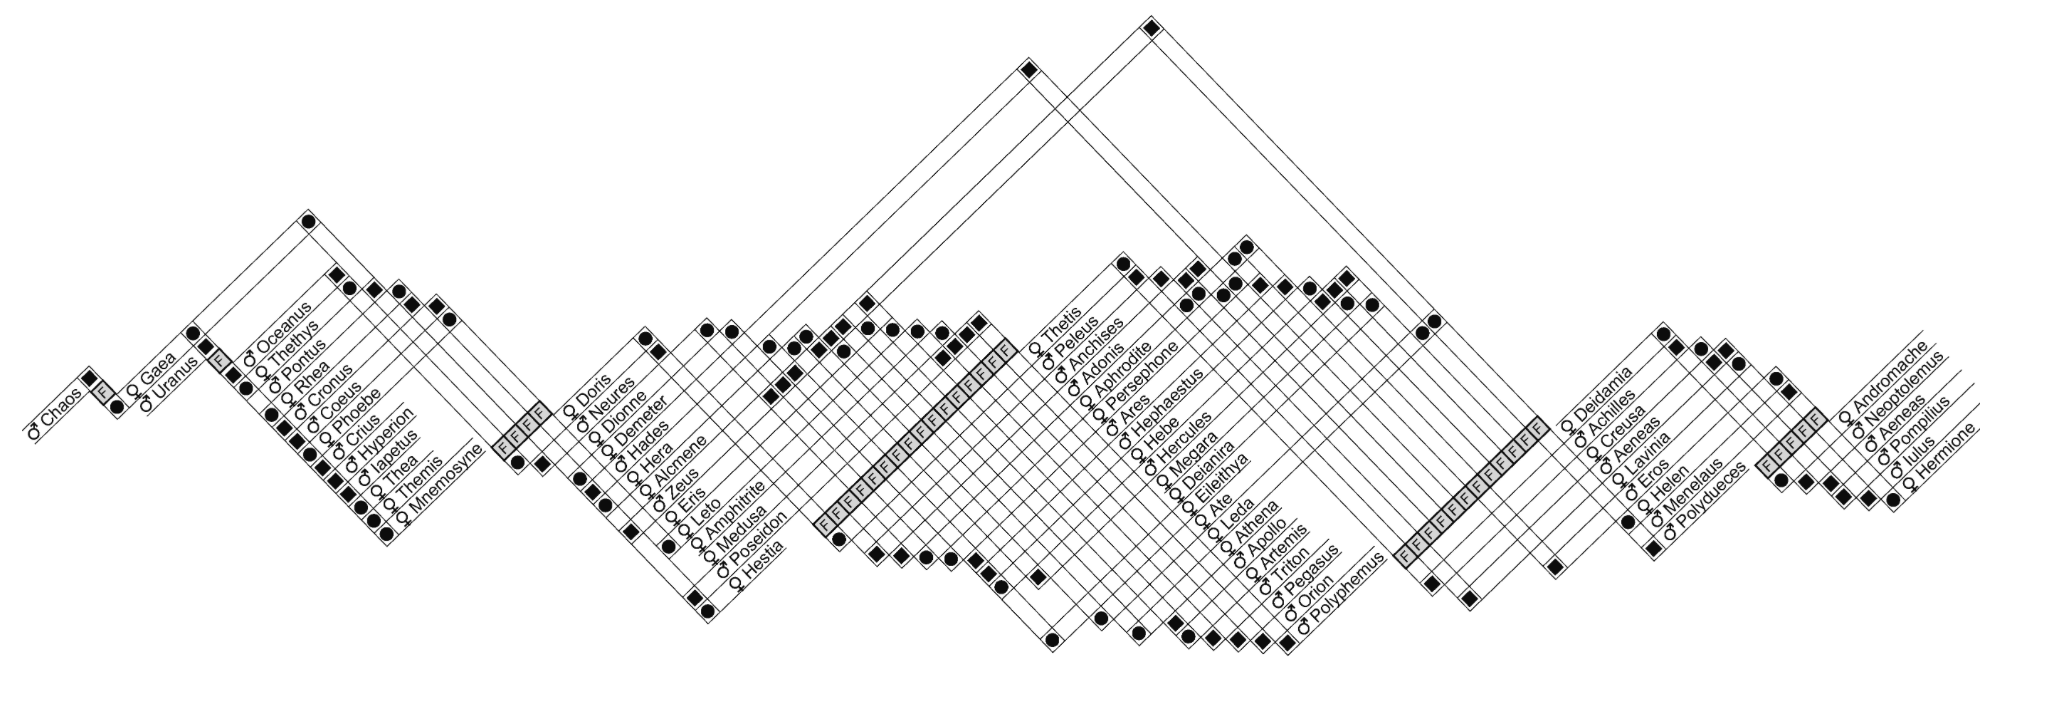 ♂ Chaos
F
♀ Gaea
♂ Uranus
F
♂ Oceanus
♀ Thethys
♂ Pontus
♀ Rhea
♂ Cronus
♂ Coeus
♀ Phoebe
♂ Crius
♂ Hyperion
♂ Iapetus
♀ Thea
♀ Themis
♀ Mnemosyne
F F F F
♀ Doris
♂ Neures
♀ Dionne
♀ Demeter
♂ Hades
♀ Hera
♀ Alcmene
♂ Zeus
♀ Eris
♀ Leto
♀ Amphitrite
♀ Medusa
♂ Poseidon
♀ Hestia
F F F F F F F F F F F F F F F
♀ Thetis
♂ Peleus
♂ Anchises
♂ Adonis
♀ Aphrodite
♀ Persephone
♂ Ares
♂ Hephaestus
♀ Hebe
♂ Hercules
♀ Megara
♀ Deianira
♀ Eileithya
♀ Ate
♀ Leda
♀ Athena
♂ Apollo
♀ Artemis
♂ Triton
♂ Pegasus
♂ Orion
♂ Polyphemus
F F F F F F F F F F F
♀ Deidamia
♂ Achilles
♀ Creusa
♂ Aeneas
♀ Lavinia
♂ Eros
♀ Helen
♂ Menelaus
♂ Polydueces
F F F F
♀ Andromache
♂ Neoptolemus
♂ Aeneas
♂ Pompilius
♂ Iulus
♀ Hermione